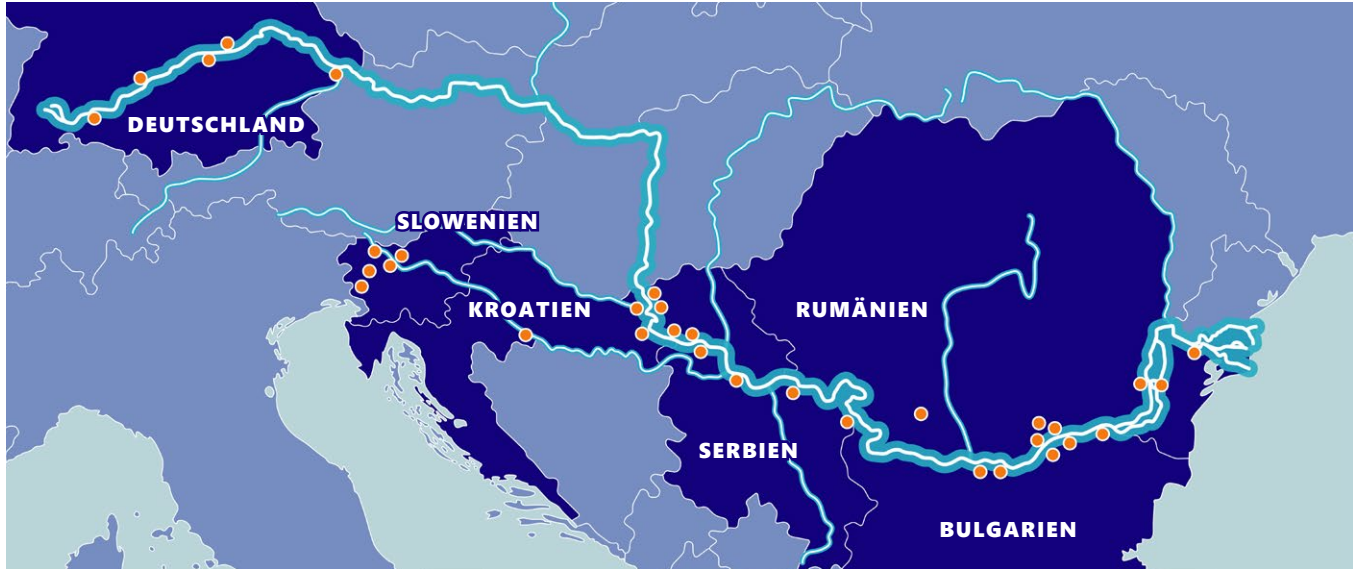 DEUTSCHLAND
SLOWENIEN
KROATIEN
RUMÄNIEN
SERBIEN
BULGARIEN